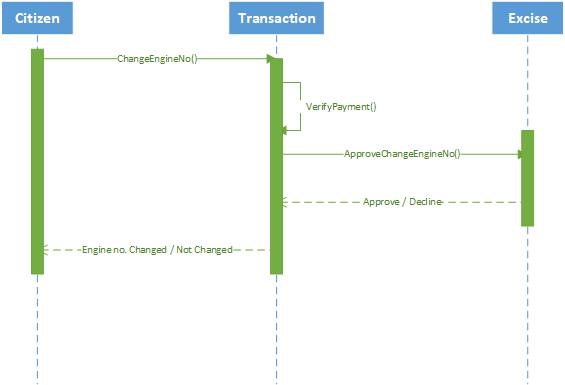 Citizen
Transaction
Excise
ChangeEngineNo()
VerifyPayment()
ApproveChangeEngineNo()
Approve / Decline
Engine no. Changed / Not Changed